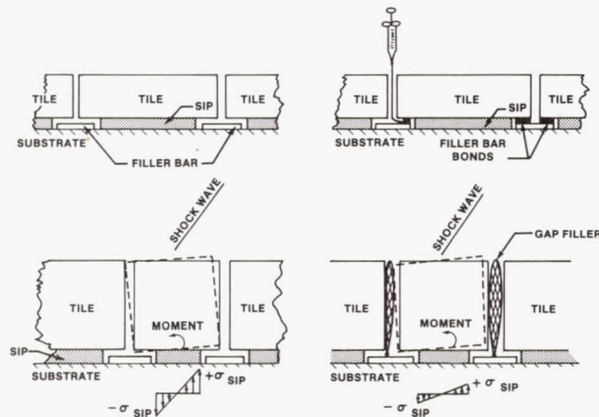 TILE
TILE
TILE
SIP
SUBSTRATE
FILLER BAR
TILE
TILE
TILE
SIP
SUBSTRATE
FILLER BAR
BONDS
SHOCK WAVE
TILE
TILE
MOMENT
SIP
SUBSTRATE
+σ SIP
-σ SIP
SHOCK WAVE
GAP FILLER
TILE
TILE
MOMENT
SUBSTRATE
+σ SIP
-σ SIP